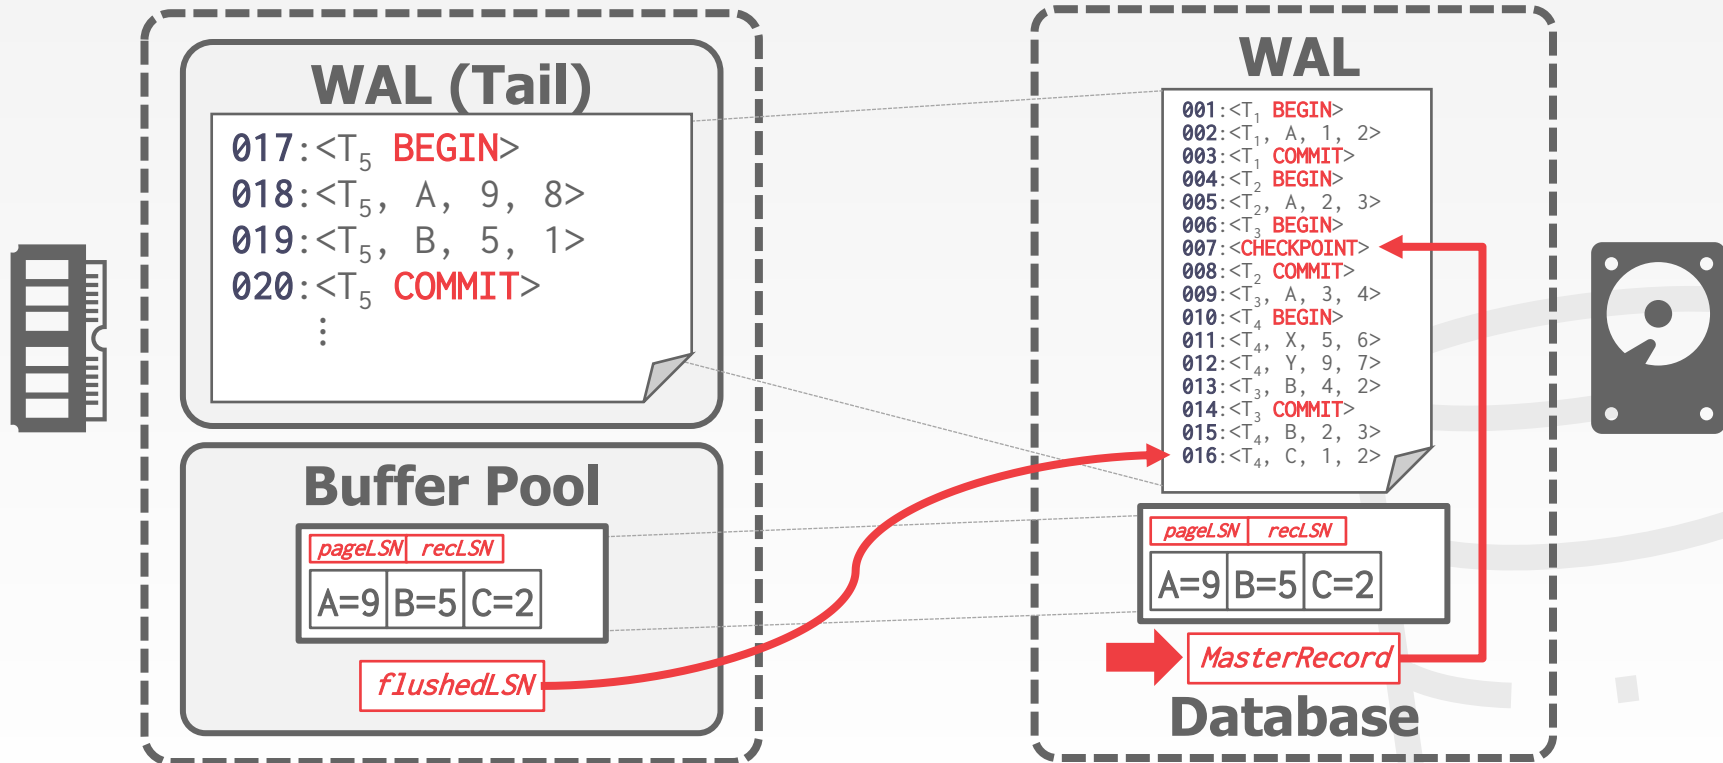 WAL (Tail)
017:<T5 BEGIN>
018:<T5, A, 9, 8>
019:<T5, B, 5, 1>
020:<T5 COMMIT>
⋮
Buffer Pool
pageLSN recLSN
A=9 B=5 C=2
flushedLSN
WAL
001:<T1 BEGIN>
002:<T1, A, 1, 2>
003:<T1 COMMIT>
004:<T2 BEGIN>
005:<T2, A, 2, 3>
006:<T3 BEGIN>
007:<CHECKPOINT>
008:<T2 COMMIT>
009:<T3, A, 3, 4>
010:<T4 BEGIN>
011:<T4, X, 5, 6>
012:<T4, Y, 9, 7>
013:<T3, B, 4, 2>
014:<T3 COMMIT>
015:<T4, B, 2, 3>
016:<T4, C, 1, 2>
pageLSN recLSN
A=9 B=5 C=2
MasterRecord
Database